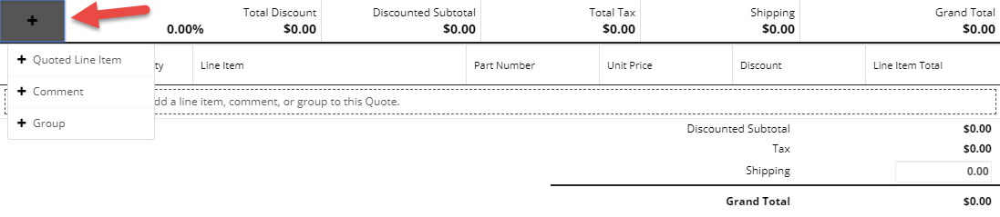 +
Total Discount Discounted Subtotal Total Tax Shipping Grand Total
0.00% $0.00 $0.00 $0.00 $0.00 $0.00
+ Quoted Line Item
ty Line Item Part Number Unit Price Discount Line Item Total
+ Comment
dd a line item, comment, or group to this Quote.
+ Group
Discounted Subtotal $0.00
Tax $0.00
Shipping 0.00
Grand Total $0.00